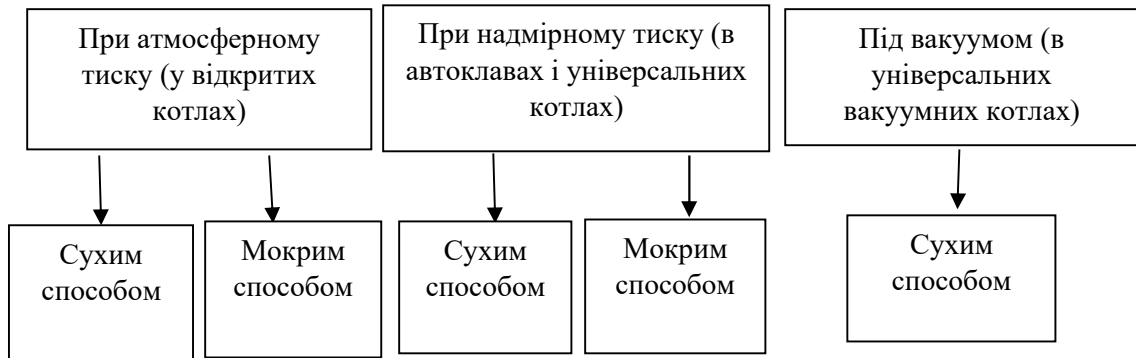 При атмосферному
тиску (у відкритих
котлах)
При надмірному тиску (в
автоклавах і універсальних
котлах)
Під вакуумом (в
універсальних
вакуумних котлах)
Сухим
способом
Мокрим
способом
Сухим
способом
Мокрим
способом
Сухим
способом